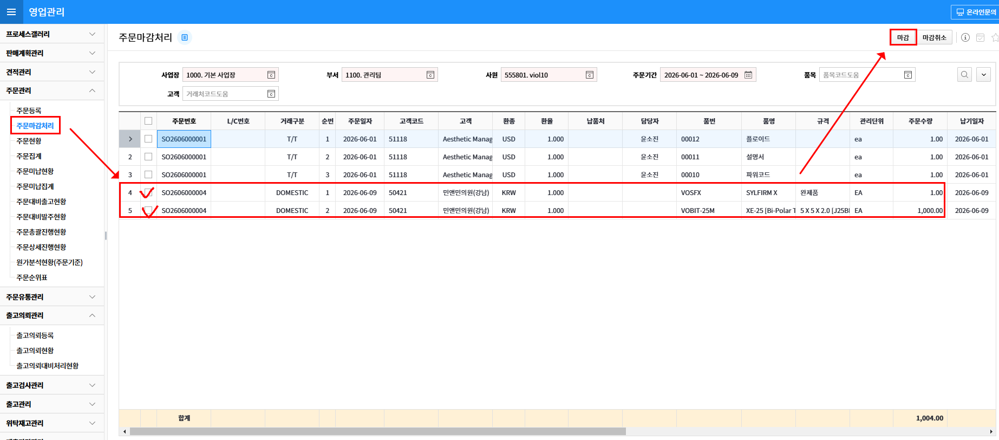 영업관리
온라인문의
프로세스갤러리
판매계획관리
견적관리
주문관리
주문등록
주문마감처리
주문현황
주문집계
주문미납현황
주문미납집계
주문대비출고현황
주문대비발주현황
주문총괄진행현황
주문상세진행현황
원가분석현황(주문기준)
주문순위표
주문유통관리
출고의뢰관리
출고의뢰등록
출고의뢰현황
출고의뢰대비처리현황
출고검사관리
출고관리
위탁재고관리
주문마감처리
마감 마감취소
사업장 1000. 기본 사업장 부서 1100. 관리팀 사원 555801. viol10 주문기간 2026-06-01 ~ 2026-06-09 품목 품목코드도움
고객 거래처코드도움
주문번호 L/C번호 거래구분 순번 주문일자 고객코드 고객 환종 환율 납품처 담당자 품번 품명 규격 관리단위 주문수량 납기일자
SO2606000001 T/T 1 2026-06-01 51118 Aesthetic Manag USD 1.000 윤소진 00012 플로이드 ea 1.00 2026-06-01
2 SO2606000001 T/T 2 2026-06-01 51118 Aesthetic Manag USD 1.000 윤소진 00011 설명서 ea 1.00 2026-06-01
3 SO2606000001 T/T 3 2026-06-01 51118 Aesthetic Manag USD 1.000 윤소진 00010 파워코드 ea 1.00 2026-06-01
4 SO2606000004 DOMESTIC 1 2026-06-09 50421 민앤민의원(강남) KRW 1.000 VOSFX SYLFIRM X 완제품 EA 1.00 2026-06-09
5 SO2606000004 DOMESTIC 2 2026-06-09 50421 민앤민의원(강남) KRW 1.000 VOBIT-25M XE-25 [Bi-Polar T 5 X 5 X 2.0 [J25BI EA 1,000.00 2026-06-09
합계 1,004.00